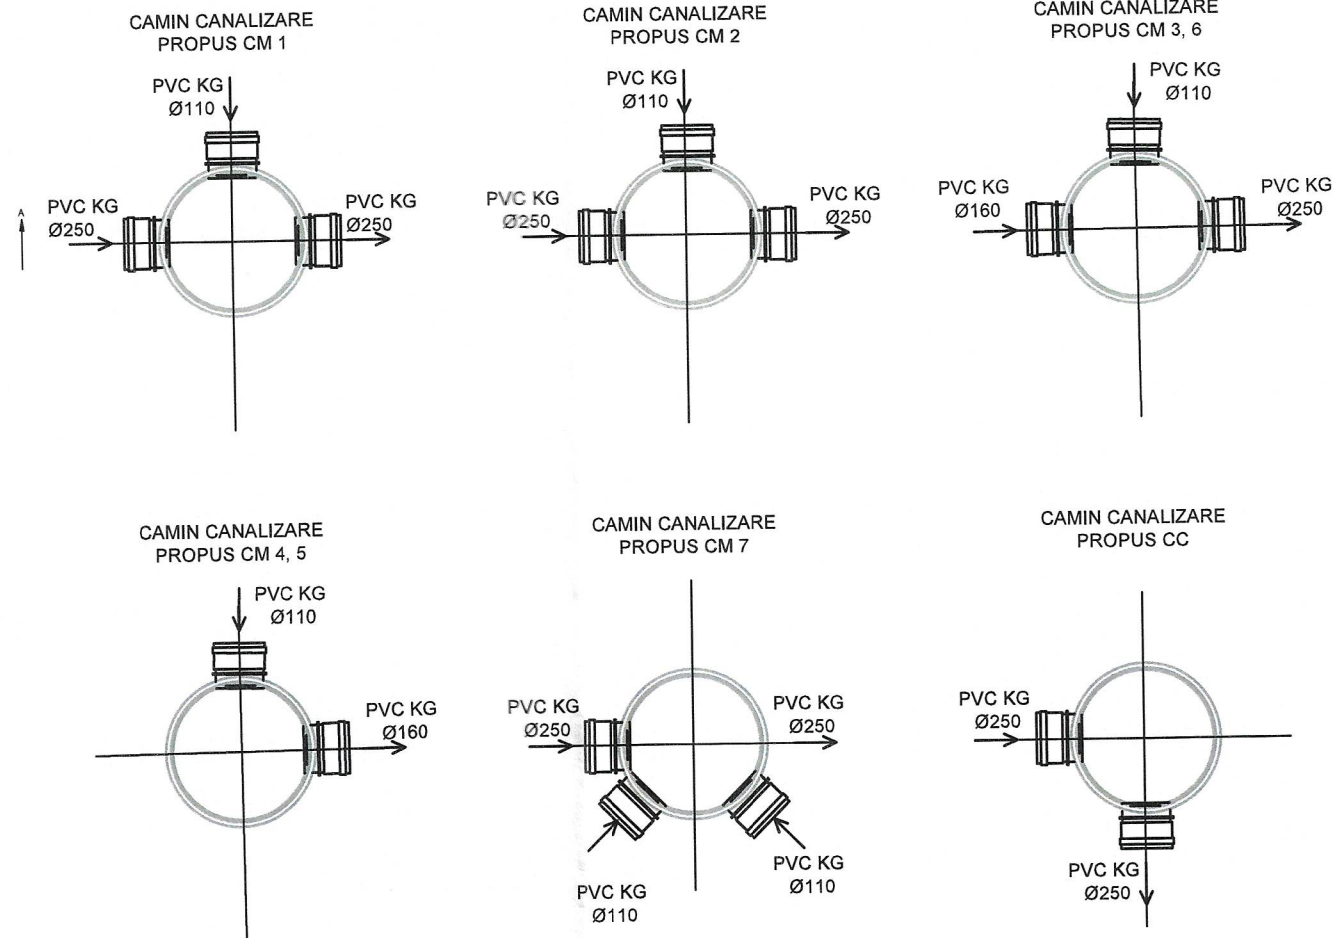 CAMIN CANALIZARE
PROPUS CM 1
PVC KG
Ø110
PVC KG
Ø250
PVC KG
Ø250
A
CAMIN CANALIZARE
PROPUS CM 2
PVC KG
Ø110
PVC KG
Ø250
PVC KG
Ø250
CAMIN CANALIZARE
PROPUS CM 3, 6
PVC KG
Ø110
PVC KG
Ø160
PVC KG
Ø250
CAMIN CANALIZARE
PROPUS CM 4, 5
PVC KG
Ø110
PVC KG
Ø160
CAMIN CANALIZARE
PROPUS CM 7
PVC KG
Ø250
PVC KG
Ø250
PVC KG
Ø110
PVC KG
Ø110
CAMIN CANALIZARE
PROPUS CC
PVC KG
Ø250
PVC KG
Ø250